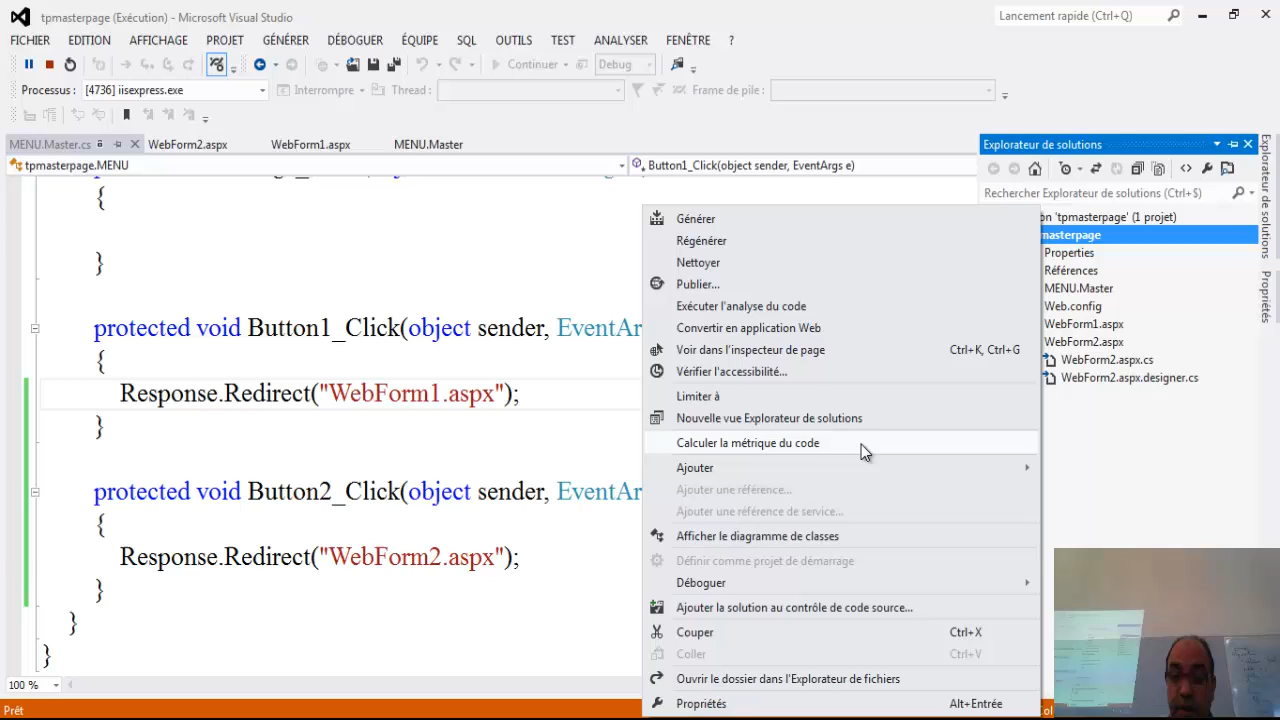 tpmasterpage (Exécution) - Microsoft Visual Studio
Lancement rapide (Ctrl+Q)
FICHIER EDITION AFFICHAGE PROJET GÉNÉRER DÉBOGUER ÉQUIPE SQL OUTILS TEST ANALYSER FENÊTRE ?
Continuer Debug
Processus : [4736] iisexpress.exe Interrompre Thread : Frame de pile :
MENU.Master.cs WebForm2.aspx WebForm1.aspx MENU.Master
tpmasterpage.MENU Button1_Click(object sender, EventArgs e)
{
}
protected void Button1_Click(object sender, EventAr
{
Response.Redirect("WebForm1.aspx");
}
protected void Button2_Click(object sender, EventAr
{
Response.Redirect("WebForm2.aspx");
}
}
}
100 %
Prêt
Col
Générer
Régénérer
Nettoyer
Publier...
Exécuter l'analyse du code
Convertir en application Web
Voir dans l'inspecteur de page Ctrl+K, Ctrl+G
Vérifier l'accessibilité...
Limiter à
Nouvelle vue Explorateur de solutions
Calculer la métrique du code
Ajouter
Ajouter une référence...
Ajouter une référence de service...
Afficher le diagramme de classes
Définir comme projet de démarrage
Déboguer
Ajouter la solution au contrôle de code source...
Couper Ctrl+X
Coller Ctrl+V
Ouvrir le dossier dans l'Explorateur de fichiers
Propriétés Alt+Entrée
Explorateur de solutions
Rechercher Explorateur de solutions (Ctrl+$)
on 'tpmasterpage' (1 projet)
masterpage
Properties
Références
MENU.Master
Web.config
WebForm1.aspx
WebForm2.aspx
WebForm2.aspx.cs
WebForm2.aspx.designer.cs
Explorateur de solutions
Propriétés